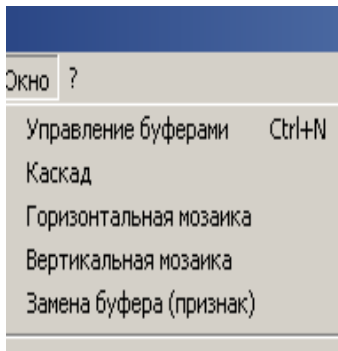 Окно ?
Управление буферами Ctrl+N
Каскад
Горизонтальная мозаика
Вертикальная мозаика
Замена буфера (признак)